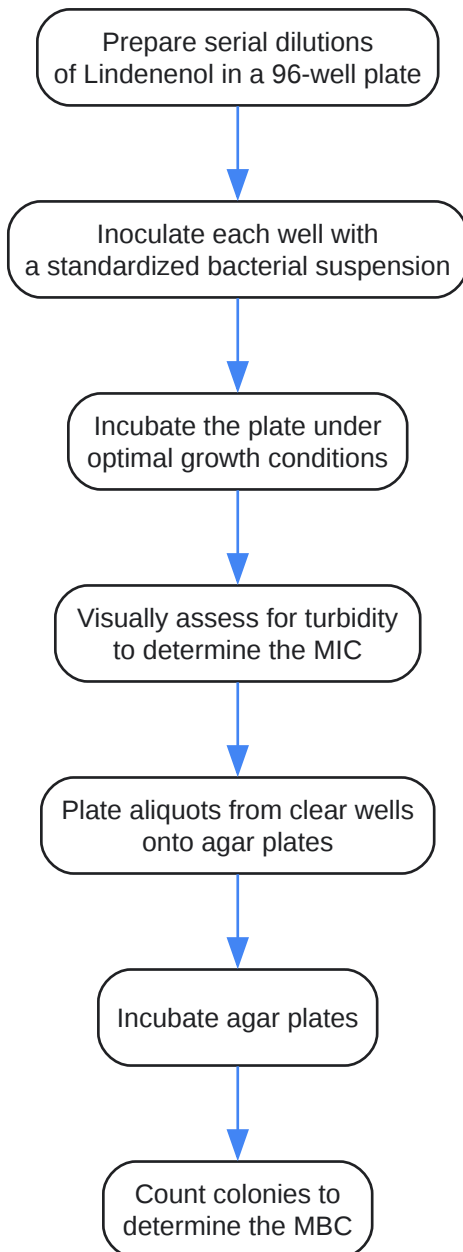 Prepare serial dilutions
of Lindenenol in a 96-well plate
Inoculate each well with
a standardized bacterial suspension
Incubate the plate under
optimal growth conditions
Visually assess for turbidity
to determine the MIC
Plate aliquots from clear wells
onto agar plates
Incubate agar plates
Count colonies to
determine the MBC